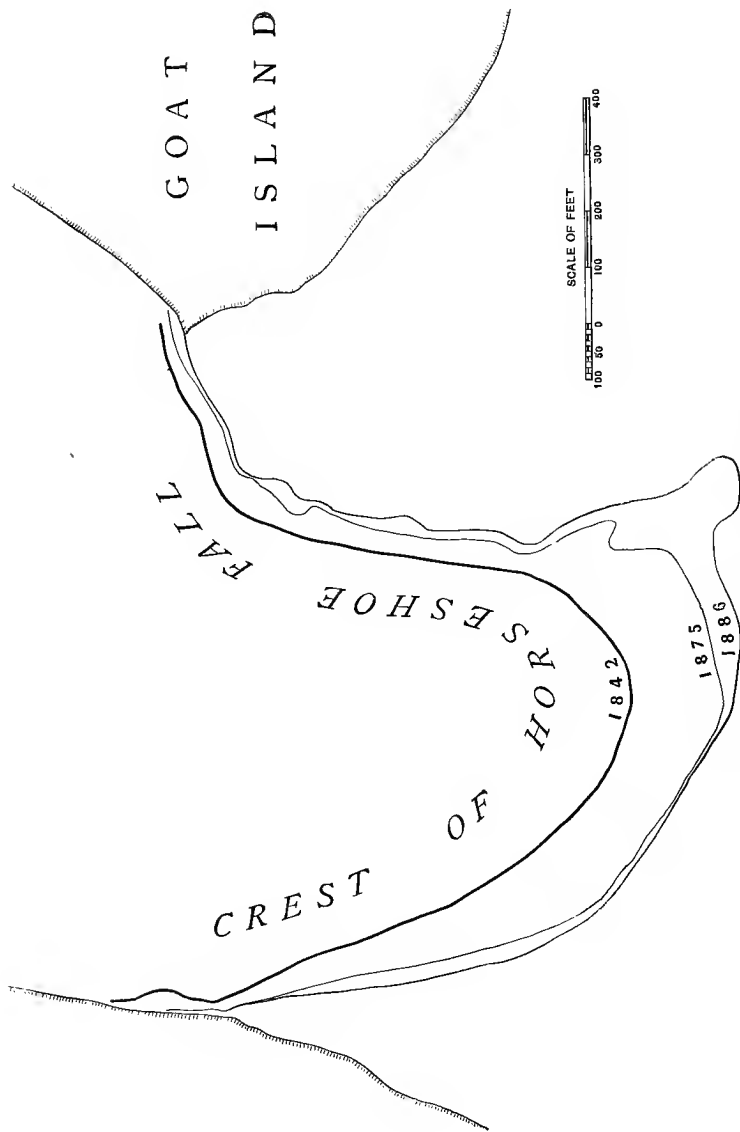 GOAT
ISLAND
CREST OF HORSESHOE FALL
1842
1875
1886
SCALE OF FEET
100 50 0 100 200 300 400